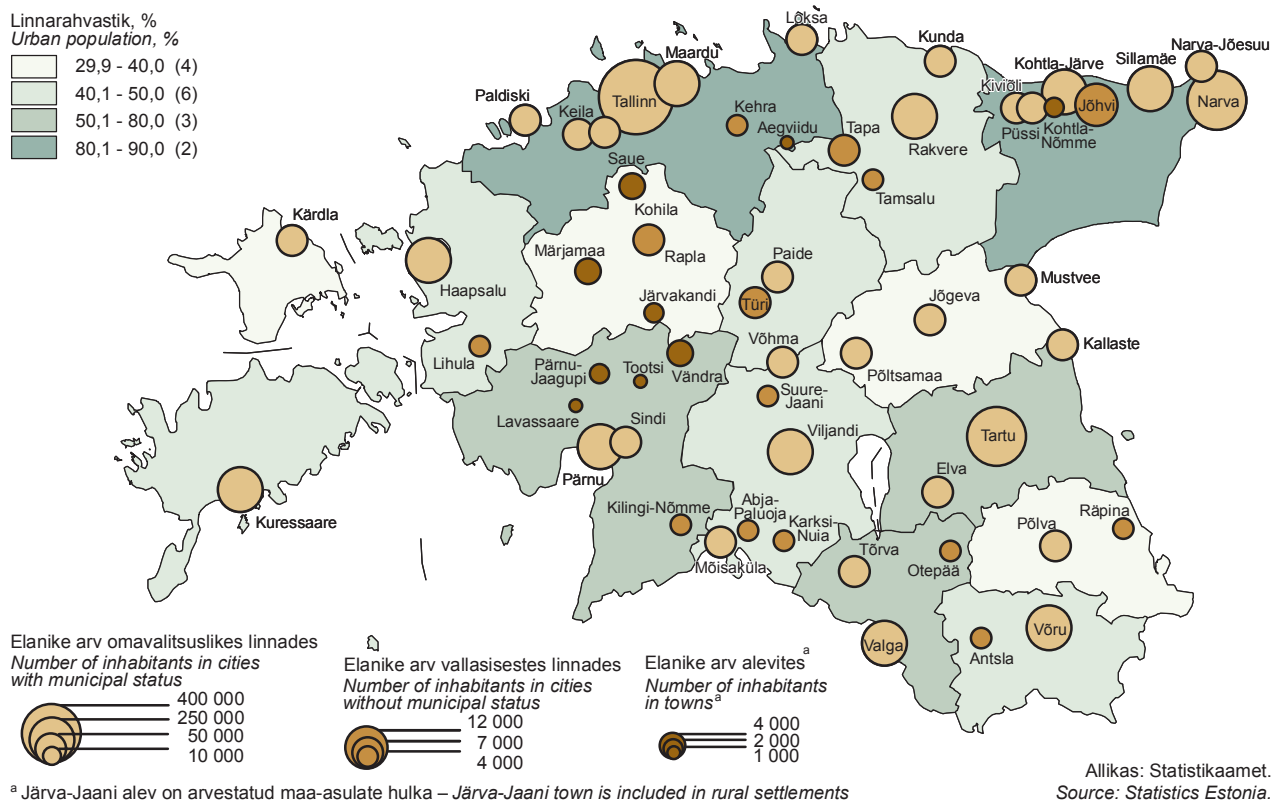 Linnarahvastik, %
Urban population, %
29,9 - 40,0 (4)
40,1 - 50,0 (6)
50,1 - 80,0 (3)
80,1 - 90,0 (2)
Loksa
Kunda
Narva-Jõesuu
Maardu
Kohtla-Järve
Sillamäe
Kiviõli
Paldiski
Keila
Tallinn
Kehra
Jõhvi
Narva
Aegviidu
Tapa
Rakvere
Püssi
Kohtla-
Nõmme
Saue
Tamsalu
Kohila
Kärdla
Märjamaa
Rapla
Paide
Haapsalu
Mustvee
Järvakandi
Türi
Jõgeva
Võhma
Kallaste
Lihula
Pärnu-
Jaagupi
Tootsi
Vändra
Põltsamaa
Suure-
Jaani
Lavassaare
Sindi
Viljandi
Tartu
Pärnu
Elva
Kuressaare
Kilingi-Nõmme
Abja-
Paluoja
Karksi
Nuia
Põlva
Räpina
Mõisaküla
Tõrva
Otepää
Võru
Valga
Antsla
Elanike arv omavalitsuslikes linnades
Number of inhabitants in cities
with municipal status
400 000
250 000
50 000
10 000
Elanike arv vallasisestes linnades
Number of inhabitants in cities
without municipal status
12 000
7 000
4 000
Elanike arv alevites a
Number of inhabitants
in towns a
4 000
2 000
1 000
a Järva-Jaani alev on arvestatud maa-asulate hulka – Järva-Jaani town is included in rural settlements
Allikas: Statistikaamet.
Source: Statistics Estonia.